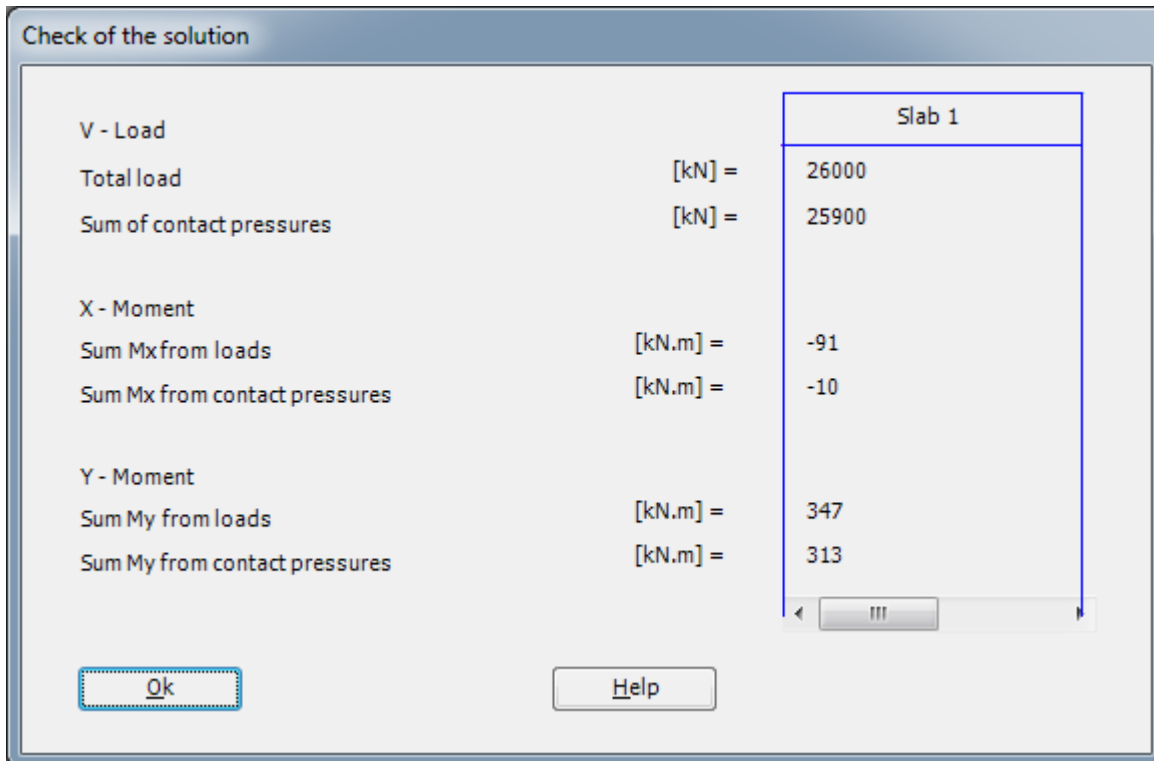 Check of the solution
Slab 1
V - Load
Total load [kN] = 26000
Sum of contact pressures [kN] = 25900
X - Moment
Sum Mx from loads [kN.m] = -91
Sum Mx from contact pressures [kN.m] = -10
Y - Moment
Sum My from loads [kN.m] = 347
Sum My from contact pressures [kN.m] = 313
Ok Help